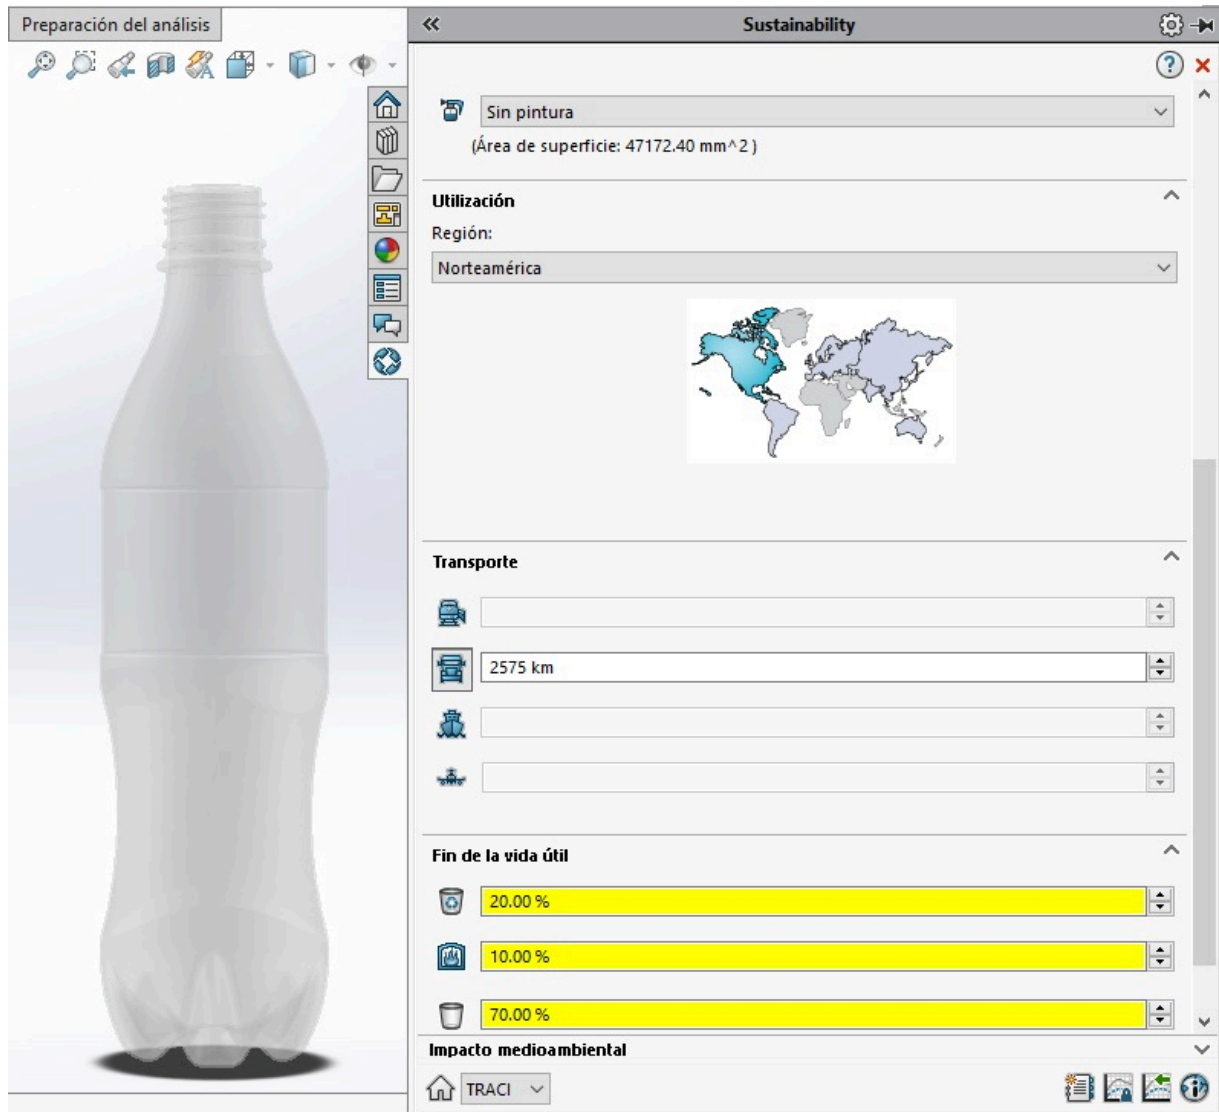 Preparación del análisis
Sustainability
Sin pintura
(Área de superficie: 47172.40 mm^2 )
Utilización
Región:
Norteamérica
Transporte
2575 km
Fin de la vida útil
20.00 %
10.00 %
70.00 %
Impacto medioambiental
TRACI